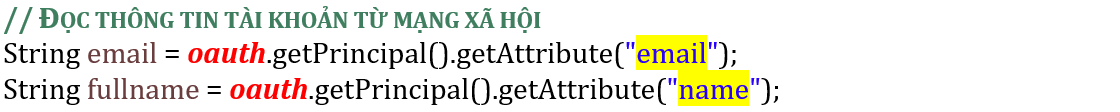 // ĐỌC THÔNG TIN TÀI KHOẢN TỪ MẠNG XÃ HỘI
String email = oauth.getPrincipal().getAttribute("email");
String fullname = oauth.getPrincipal().getAttribute("name");